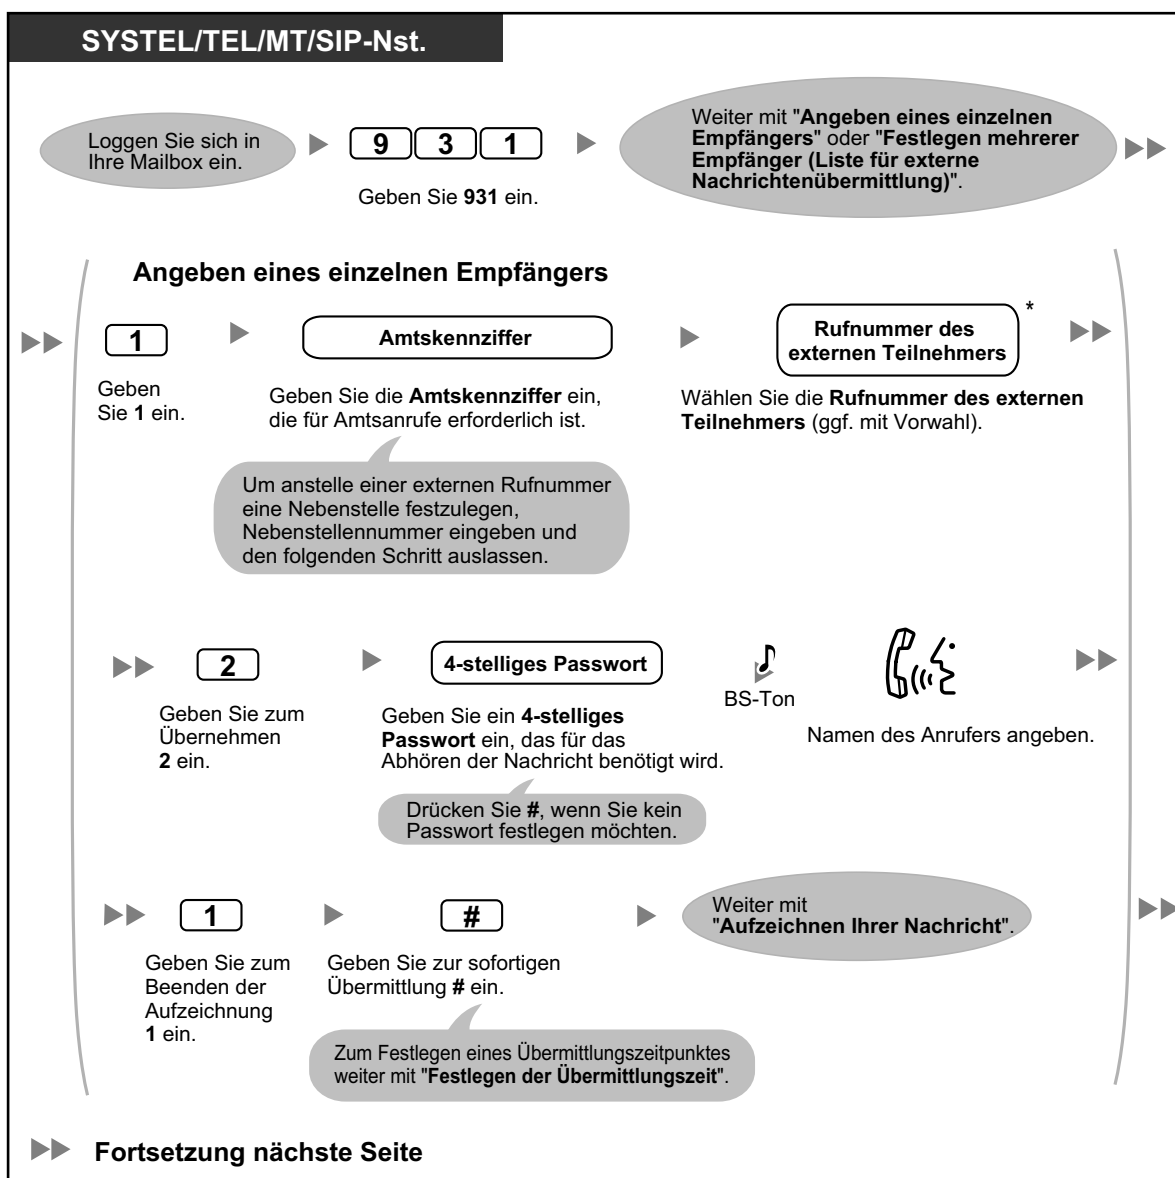 SYSTEL/TEL/MT/SIP-Nst.
Loggen Sie sich in
Ihre Mailbox ein.
9 3 1
Geben Sie 931 ein.
Weiter mit "Angeben eines einzelnen
Empfängers" oder "Festlegen mehrerer
Empfänger (Liste für externe
Nachrichtenübermittlung)".
Angeben eines einzelnen Empfängers
1
Geben
Sie 1 ein.
Amtskennziffer
Geben Sie die Amtskennziffer ein,
die für Amtsanrufe erforderlich ist.
Um anstelle einer externen Rufnummer
eine Nebenstelle festzulegen,
Nebenstellennummer eingeben und
den folgenden Schritt auslassen.
Rufnummer des
externen Teilnehmers
*
Wählen Sie die Rufnummer des externen
Teilnehmers (ggf. mit Vorwahl).
2
Geben Sie zum
Übernehmen
2 ein.
4-stelliges Passwort
Geben Sie ein 4-stelliges
Passwort ein, das für das
Abhören der Nachricht benötigt wird.
Drücken Sie #, wenn Sie kein
Passwort festlegen möchten.
BS-Ton
Namen des Anrufers angeben.
1
Geben Sie zum
Beenden der
Aufzeichnung
1 ein.
#
Geben Sie zur sofortigen
Übermittlung # ein.
Zum Festlegen eines Übermittlungszeitpunktes
weiter mit "Festlegen der Übermittlungszeit".
Weiter mit
"Aufzeichnen Ihrer Nachricht".
Fortsetzung nächste Seite